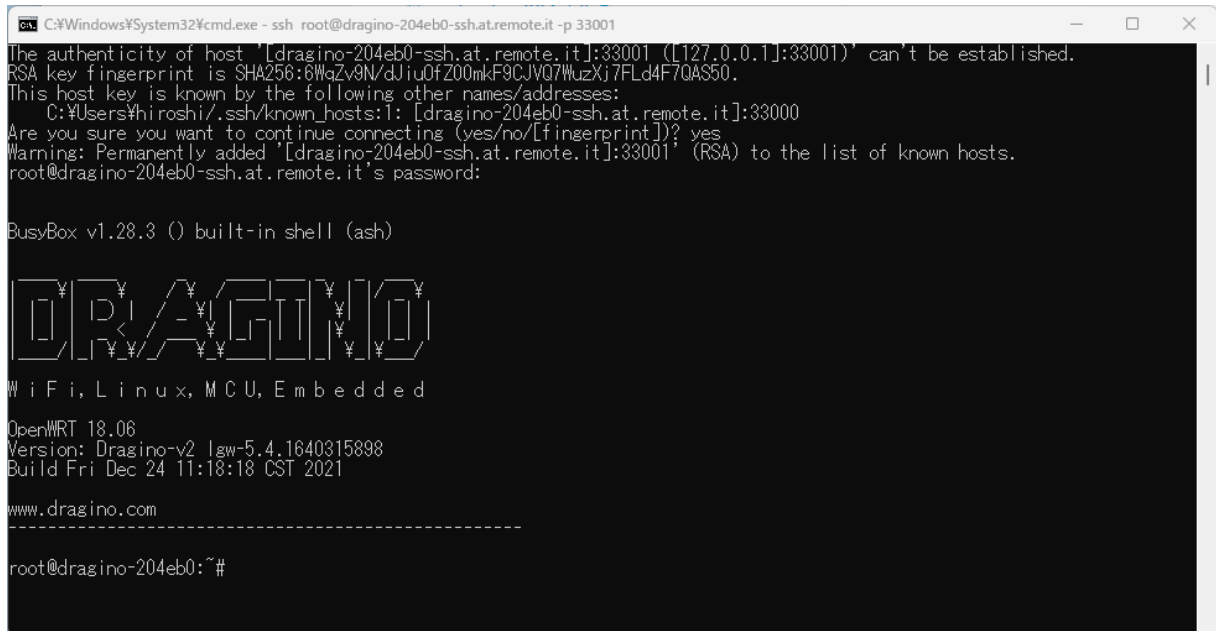 C:¥Windows¥System32¥cmd.exe - ssh root@dragino-204eb0-ssh.at.remote.it -p 33001
The authenticity of host '[dragino-204eb0-ssh.at.remote.it]:33001 ([127.0.0.1]:33001)' can't be established.
RSA key fingerprint is SHA256:6WqZv9N/dJiuOfZ00mkF9CJVQ7WuzXj7FLd4F7QAS50.
This host key is known by the following other names/addresses:
C:¥Users¥hiroshi/.ssh/known_hosts:1: [dragino-204eb0-ssh.at.remote.it]:33000
Are you sure you want to continue connecting (yes/no/[fingerprint])? yes
Warning: Permanently added '[dragino-204eb0-ssh.at.remote.it]:33001' (RSA) to the list of known hosts.
root@dragino-204eb0-ssh.at.remote.it's password:
BusyBox v1.28.3 () built-in shell (ash)
DRAGINO
W i F i, L i n u x, M C U, E m b e d d e d
OpenWRT 18.06
Version: Dragino-v2 lgw-5.4.1640315898
Build Fri Dec 24 11:18:18 CST 2021
www.dragino.com
----------------------------------------------------
root@dragino-204eb0:~#